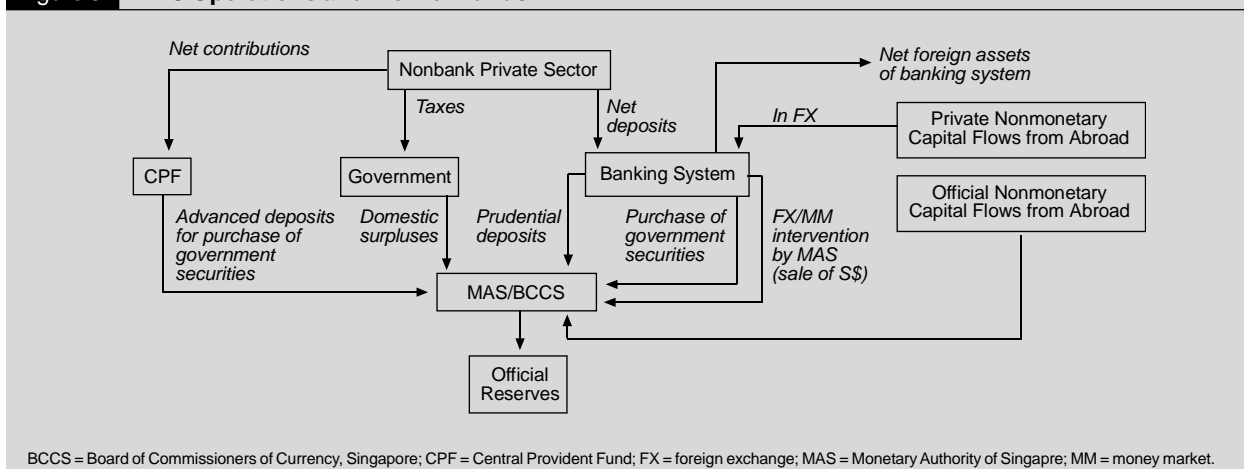 Net contributions
Nonbank Private Sector
Net foreign assets
of banking system
Taxes
Net
deposits
In FX
Private Nonmonetary
Capital Flows from Abroad
CPF
Government
Banking System
Official Nonmonetary
Capital Flows from Abroad
Advanced deposits
for purchase of
government
securities
Domestic
surpluses
Prudential
deposits
Purchase of
government
securities
FX/MM
intervention
by MAS
(sale of S$)
MAS/BCCS
Official
Reserves
BCCS = Board of Commissioners of Currency, Singapore; CPF = Central Provident Fund; FX = foreign exchange; MAS = Monetary Authority of Singapre; MM = money market.